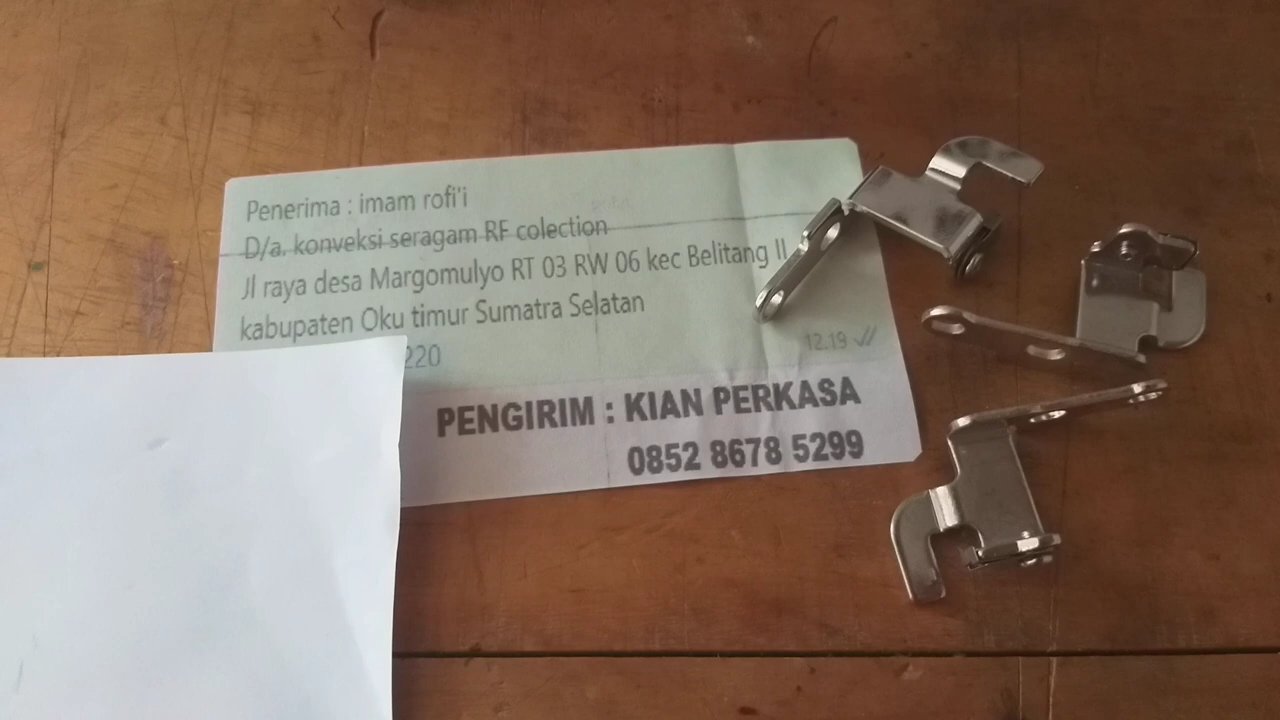 Penerima : imam rofi'i
D/a. konveksi seragam RF colection
Jl raya desa Margomulyo RT 03 RW 06 kec Belitang II
kabupaten Oku timur Sumatra Selatan
220
12.19
PENGIRIM : KIAN PERKASA
0852 8678 5299